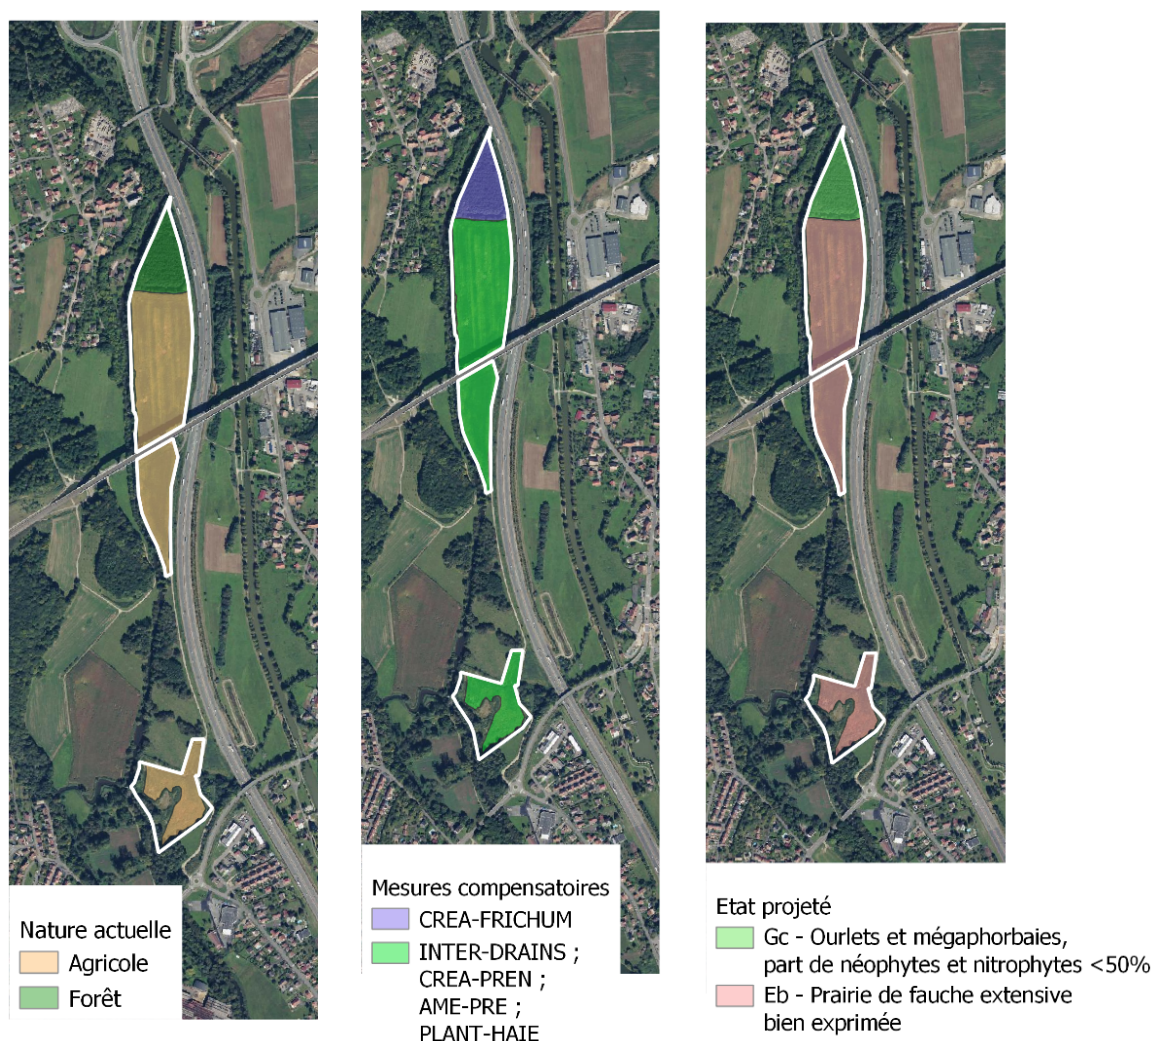 Nature actuelle
Agricole
Forêt
Mesures compensatoires
CREA-FRICHUM
INTER-DRAINS ;
CREA-PREN ;
AME-PRE ;
PLANT-HAIE
Etat projeté
Gc - Ourlets et mégaphorbaies,
part de néophytes et nitrophytes <50%
Eb - Prairie de fauche extensive
bien exprimée